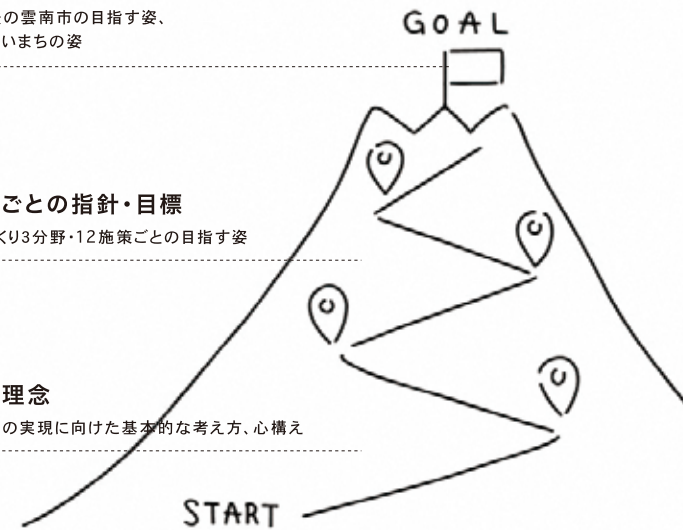 GOAL
の雲南市の目指す姿、
いまちの姿
ごとの指針・目標
くり3分野・12施策ごとの目指す姿
理念
の実現に向けた基本的な考え方、心構え
START